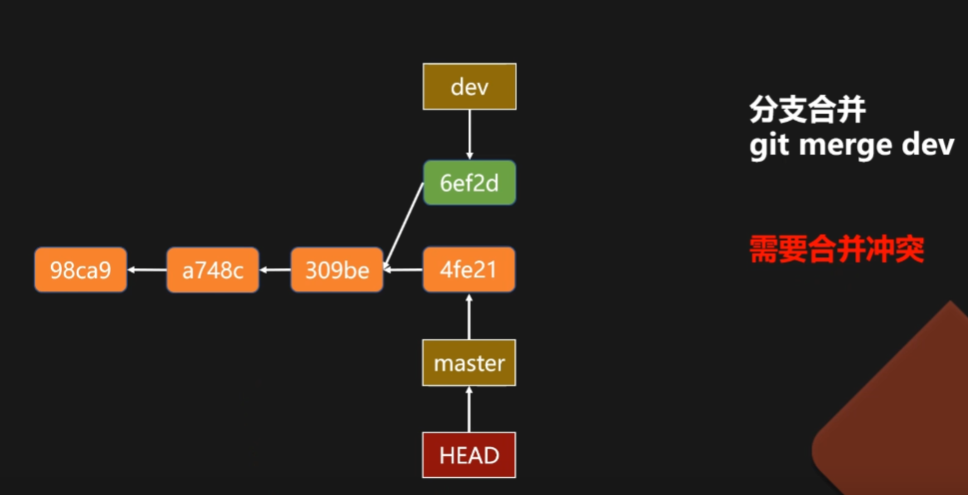 dev
分支合并
git merge dev
6ef2d
需要合并冲突
98ca9
a748c
309be
4fe21
master
HEAD